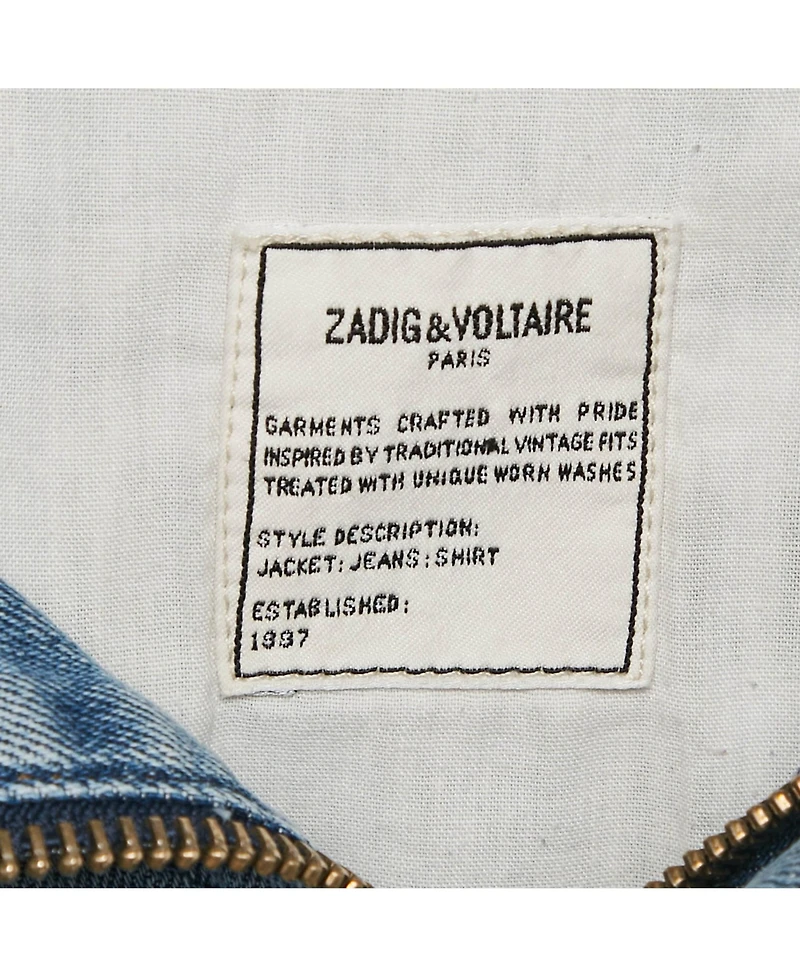 ZADIG&VOLTAIRE
PARIS
GARMENTS CRAFTED WITH PRIDE
INSPIRED BY TRADITIONAL VINTAGE FITS
TREATED WITH UNIQUE WORN WASHES
STYLE DESCRIPTION:
JACKET: JEANS: SHIRT
ESTABLISHED:
1997